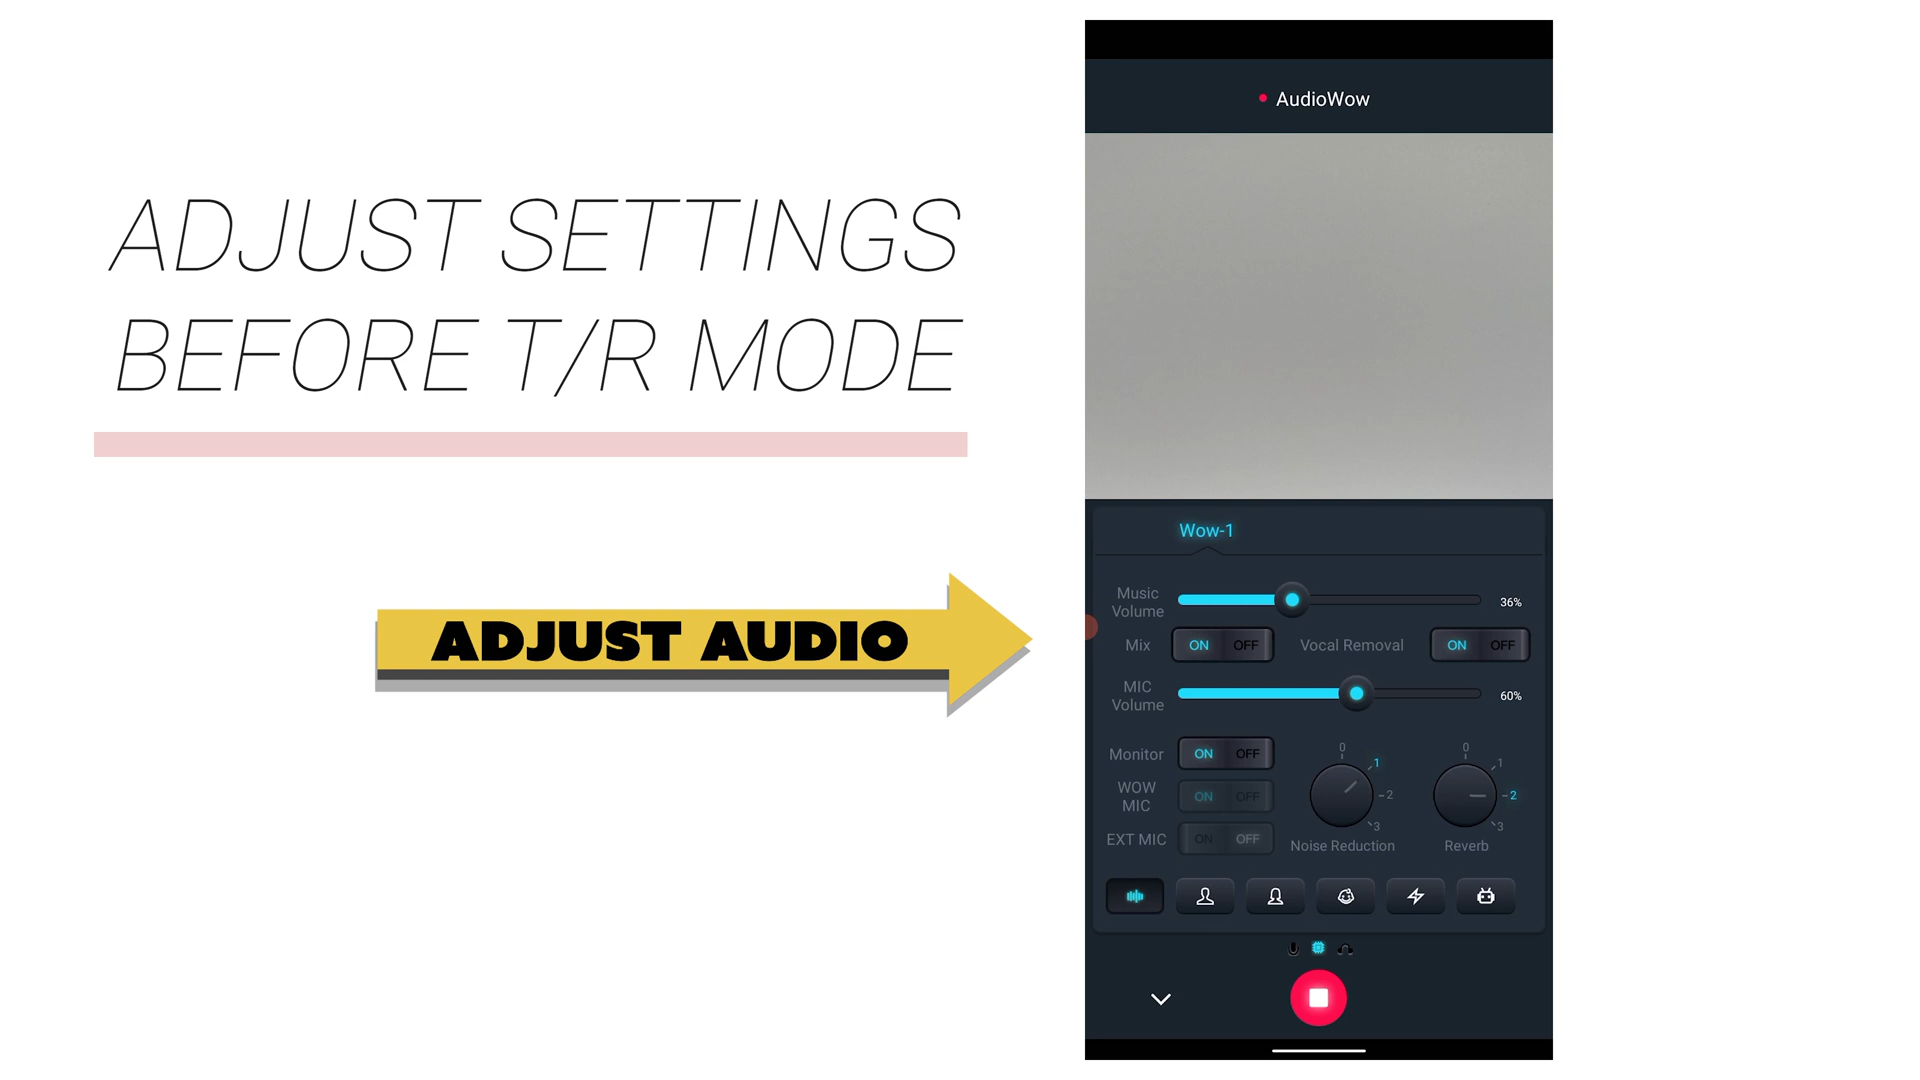 ADJUST SETTINGS
BEFORE T/R MODE
ADJUST AUDIO
AudioWow
Wow-1
Music
Volume
36%
Mix
ON OFF
Vocal Removal
ON OFF
MIC
Volume
60%
Monitor
ON OFF
WOW
MIC
ON OFF
EXT MIC
ON OFF
0
1
2
3
Noise Reduction
0
1
2
3
Reverb